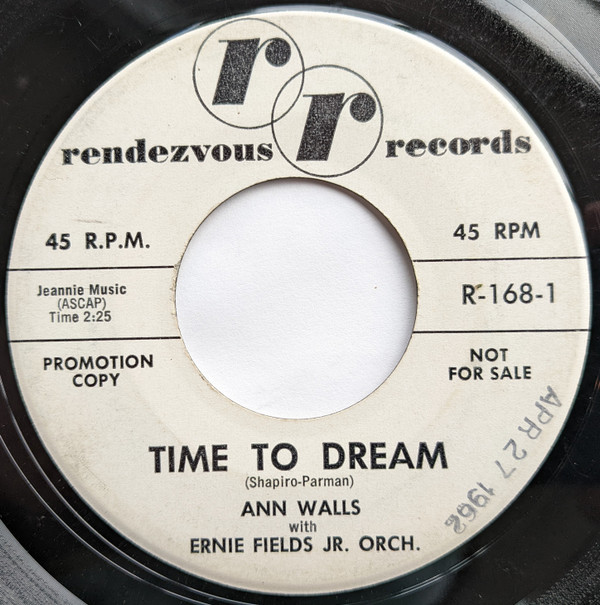 r r
rendezvous records
45 R.P.M.
45 RPM
Jeannie Music
(ASCAP)
Time 2:25
R-168-1
PROMOTION
COPY
NOT
FOR SALE
TIME TO DREAM
(Shapiro-Parman)
ANN WALLS
with
ERNIE FIELDS JR. ORCH.
APR 27 1962